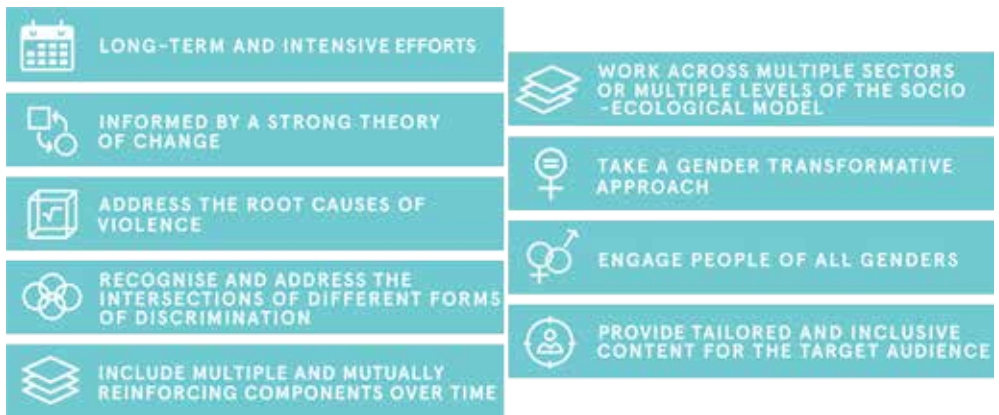 LONG-TERM AND INTENSIVE EFFORTS
INFORMED BY A STRONG THEORY
OF CHANGE
ADDRESS THE ROOT CAUSES OF
VIOLENCE
RECOGNISE AND ADDRESS THE
INTERSECTIONS OF DIFFERENT FORMS
OF DISCRIMINATION
INCLUDE MULTIPLE AND MUTUALLY
REINFORCING COMPONENTS OVER TIME
WORK ACROSS MULTIPLE SECTORS
OR MULTIPLE LEVELS OF THE SOCIO
-ECOLOGICAL MODEL
TAKE A GENDER TRANSFORMATIVE
APPROACH
ENGAGE PEOPLE OF ALL GENDERS
PROVIDE TAILORED AND INCLUSIVE
CONTENT FOR THE TARGET AUDIENCE